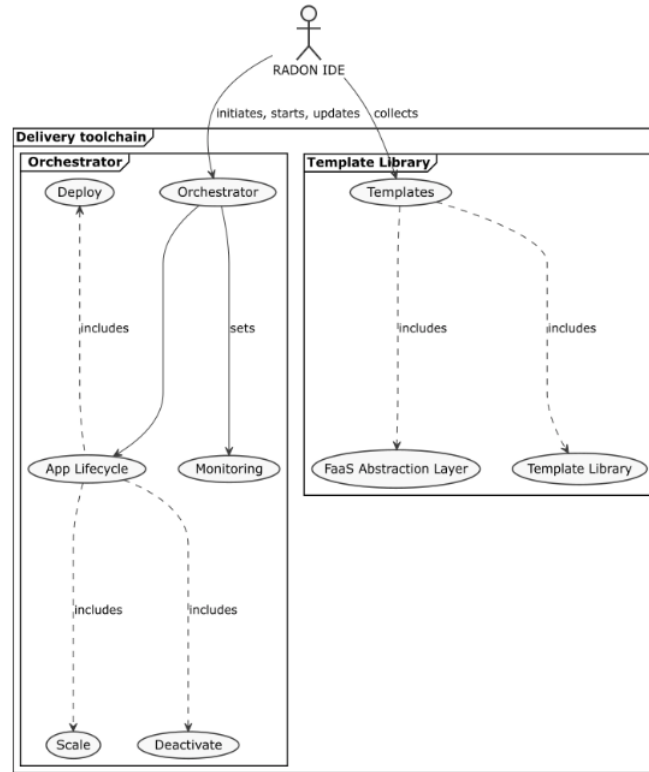 RADON IDE
initiates, starts, updates
collects
Delivery toolchain
Orchestrator
Template Library
Deploy
Orchestrator
Templates
includes
sets
includes
includes
App Lifecycle
Monitoring
FaaS Abstraction Layer
Template Library
includes
includes
Scale
Deactivate